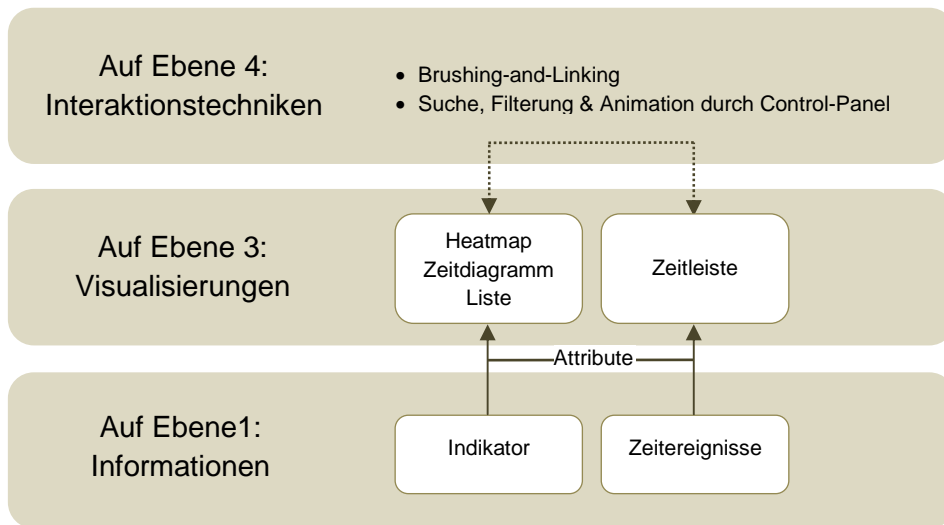 Auf Ebene 4:
Interaktionstechniken
• Brushing-and-Linking
• Suche, Filterung & Animation durch Control-Panel
Auf Ebene 3:
Visualisierungen
Heatmap
Zeitdiagramm
Liste
Zeitleiste
Attribute
Auf Ebene1:
Informationen
Indikator
Zeitereignisse